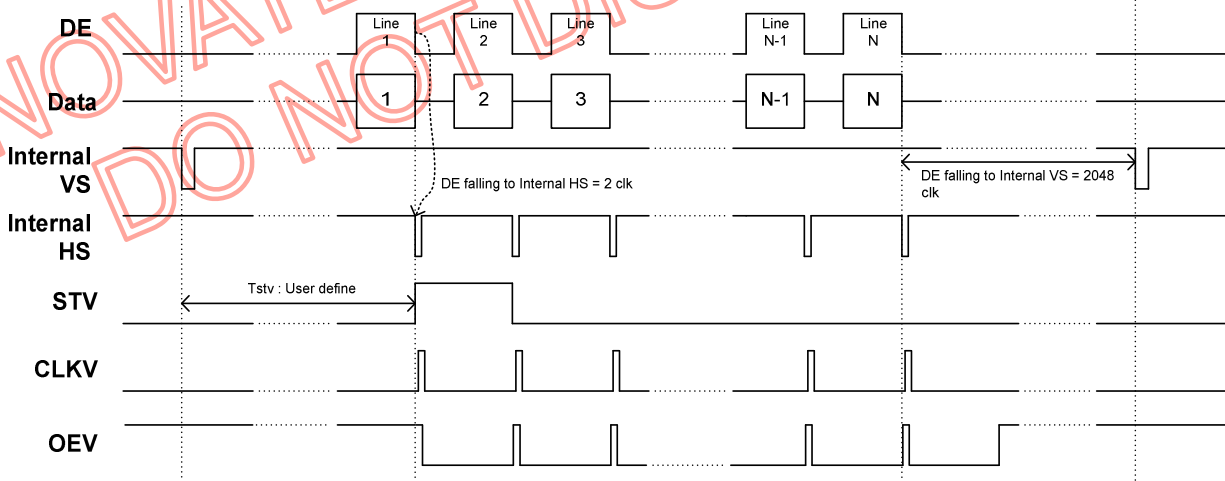 DE
Line
1
Line
2
Line
3
Line
N-1
Line
N
Data
1
2
3
N-1
N
Internal
VS
DE falling to Internal HS = 2 clk
DE falling to Internal VS = 2048
clk
Internal
HS
STV
Tstv : User define
CLKV
OEV
DO NOT